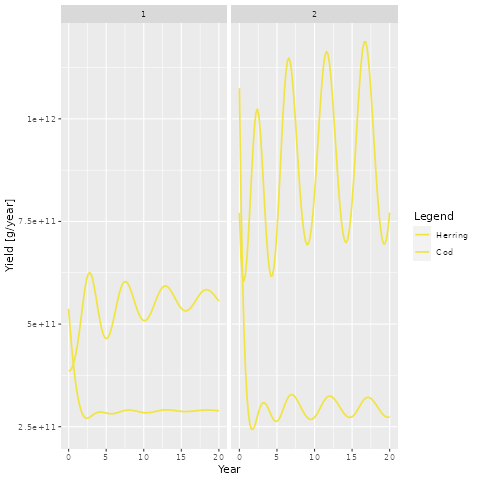 1 2
Yield [g/year]
1e+12
7.5e+11
5e+11
2.5e+11
0 5 10 15 20 0 5 10 15 20
Year
Legend
Herring
Cod